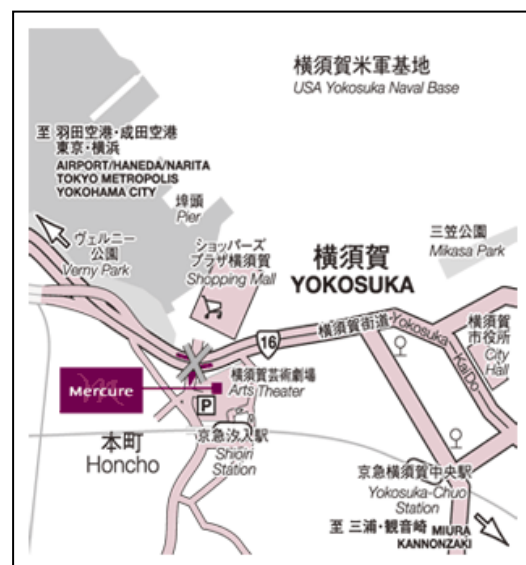 横須賀米軍基地
USA Yokosuka Naval Base
至 羽田空港・成田空港
東京・横浜
AIRPORT/HANEDA/NARITA
TOKYO METROPOLIS
YOKOHAMA CITY
埠頭
Pier
ヴェルニー
公園
Verny Park
ショッパーズ
プラザ横須賀
Shopping Mall
三笠公園
Mikasa Park
横須賀
YOKOSUKA
16
横須賀街道
Yokosuka
KaiDo
横須賀
市役所
City
Hall
Mercure
横須賀芸術劇場
Arts Theater
P
本町
Honcho
京急汐入駅
Shioiri
Station
京急横須賀中央駅
Yokosuka-Chuo
Station
至 三浦・観音崎 MIURA
KANNONZAKI